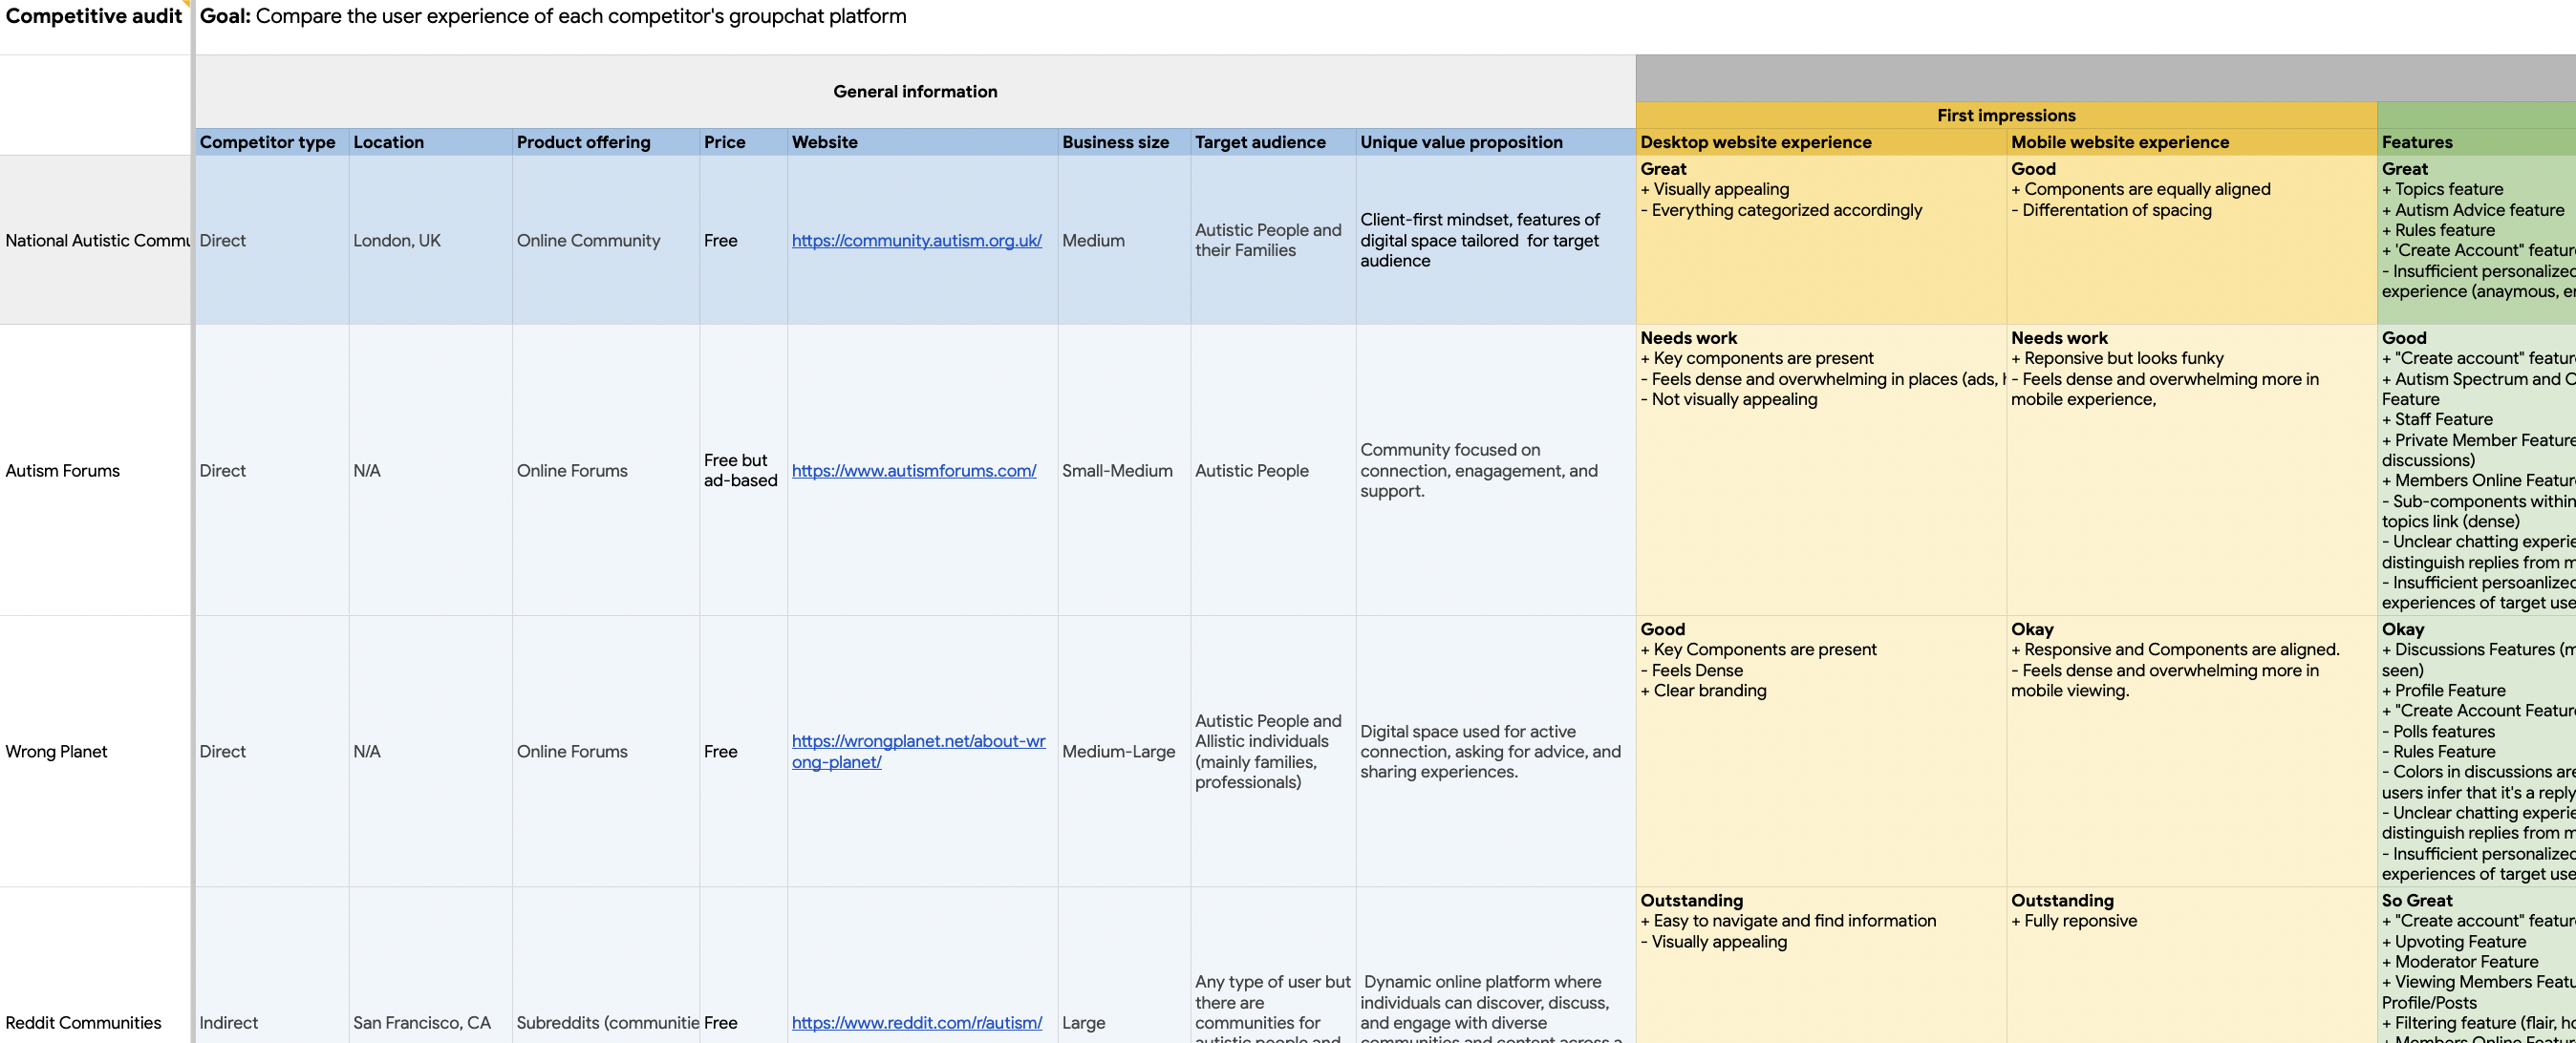 Competitive audit
Goal: Compare the user experience of each competitor's groupchat platform
General information
First impressions
Competitor type
Location
Product offering
Price
Website
Business size
Target audience
Unique value proposition
Desktop website experience
Mobile website experience
Features
National Autistic
Direct
London, UK
Online Community
Free
https://community.autism.org.uk/
Medium
Autistic People and
their Families
Client-first mindset, features of
digital space tailored  for target
audience
Great
+ Visually appealing
- Everything categorized accordingly
Good
+ Components are equally aligned
- Differentation of spacing
Great
+ Topics feature
+ Autism Advice feature
+ Rules feature
+ 'Create Account"
- Insufficient personalized
experience (anaymous,
Autism Forums
Direct
N/A
Online Forums
Free but
ad-based
https://www.autismforums.com/
Small-Medium
Autistic People
Community focused on
connection, enagagement, and
support.
Needs work
+ Key components are present
- Feels dense and overwhelming in places (ads,
- Not visually appealing
Needs work
+ Reponsive but looks funky
- Feels dense and overwhelming more in
mobile experience,
Good
+ "Create account"
+ Autism Spectrum and
Feature
+ Staff Feature
+ Private Member Feature
discussions)
+ Members Online
- Sub-components within
topics link (dense)
- Unclear chatting
distinguish replies from
- Insufficient persoanlized
experiences of target
Wrong Planet
Direct
N/A
Online Forums
Free
https://wrongplanet.net/about-wr
ong-planet/
Medium-Large
Autistic People and
Allistic individuals
(mainly families,
professionals)
Digital space used for active
connection, asking for advice, and
sharing experiences.
Good
+ Key Components are present
- Feels Dense
+ Clear branding
Okay
+ Responsive and Components are aligned.
- Feels dense and overwhelming more in
mobile viewing.
Okay
+ Discussions Features
seen)
+ Profile Feature
+ "Create Account
- Polls features
- Rules Feature
- Colors in discussions are
users infer that it's a reply
- Unclear chatting
distinguish replies from
- Insufficient personalized
experiences of target
Reddit Communities
Indirect
San Francisco, CA
Subreddits
Free
https://www.reddit.com/r/autism/
Large
Any type of user but
there are
communities for
autistic people and
Dynamic online platform where
individuals can discover, discuss,
and engage with diverse
communities and content across a
Outstanding
+ Easy to navigate and find information
- Visually appealing
Outstanding
+ Fully reponsive
So Great
+ "Create account"
+ Upvoting Feature
+ Moderator Feature
+ Viewing Members
Profile/Posts
+ Filtering feature (flair,
+ Members Online